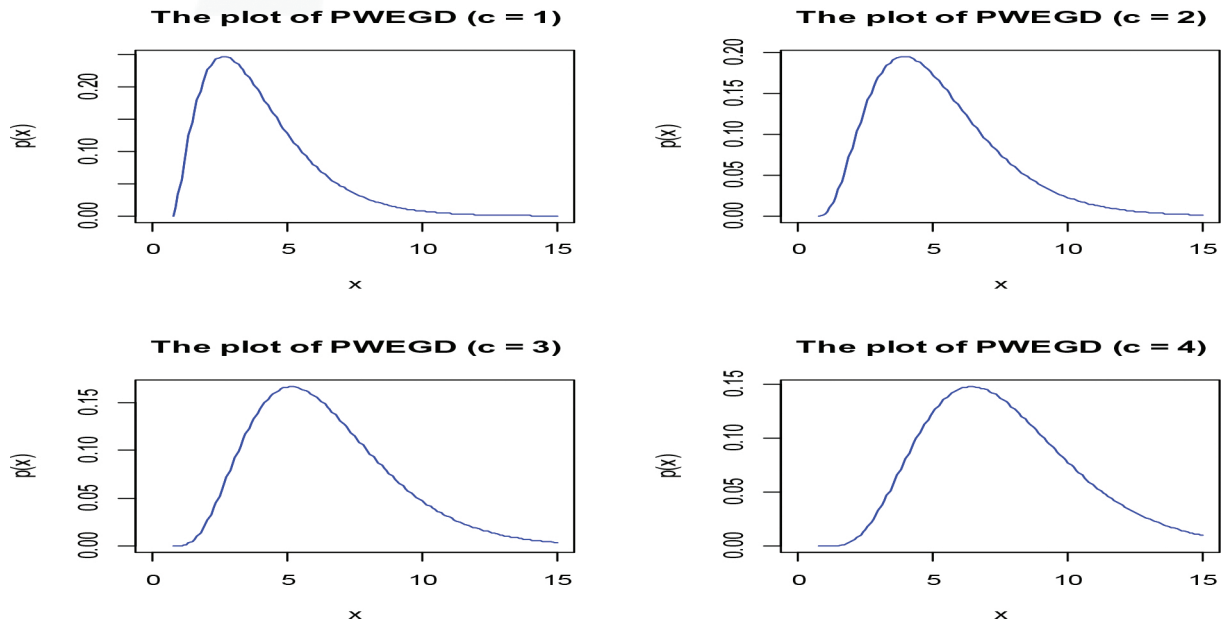 The plot of PWEGD (c = 1)
p(x)
0.20
0.10
0.00
0 5 10 15
x
The plot of PWEGD (c = 2)
p(x)
0.20
0.15
0.10
0.05
0.00
0 5 10 15
x
The plot of PWEGD (c = 3)
p(x)
0.15
0.10
0.05
0.00
0 5 10 15
x
The plot of PWEGD (c = 4)
p(x)
0.15
0.10
0.05
0.00
0 5 10 15
x